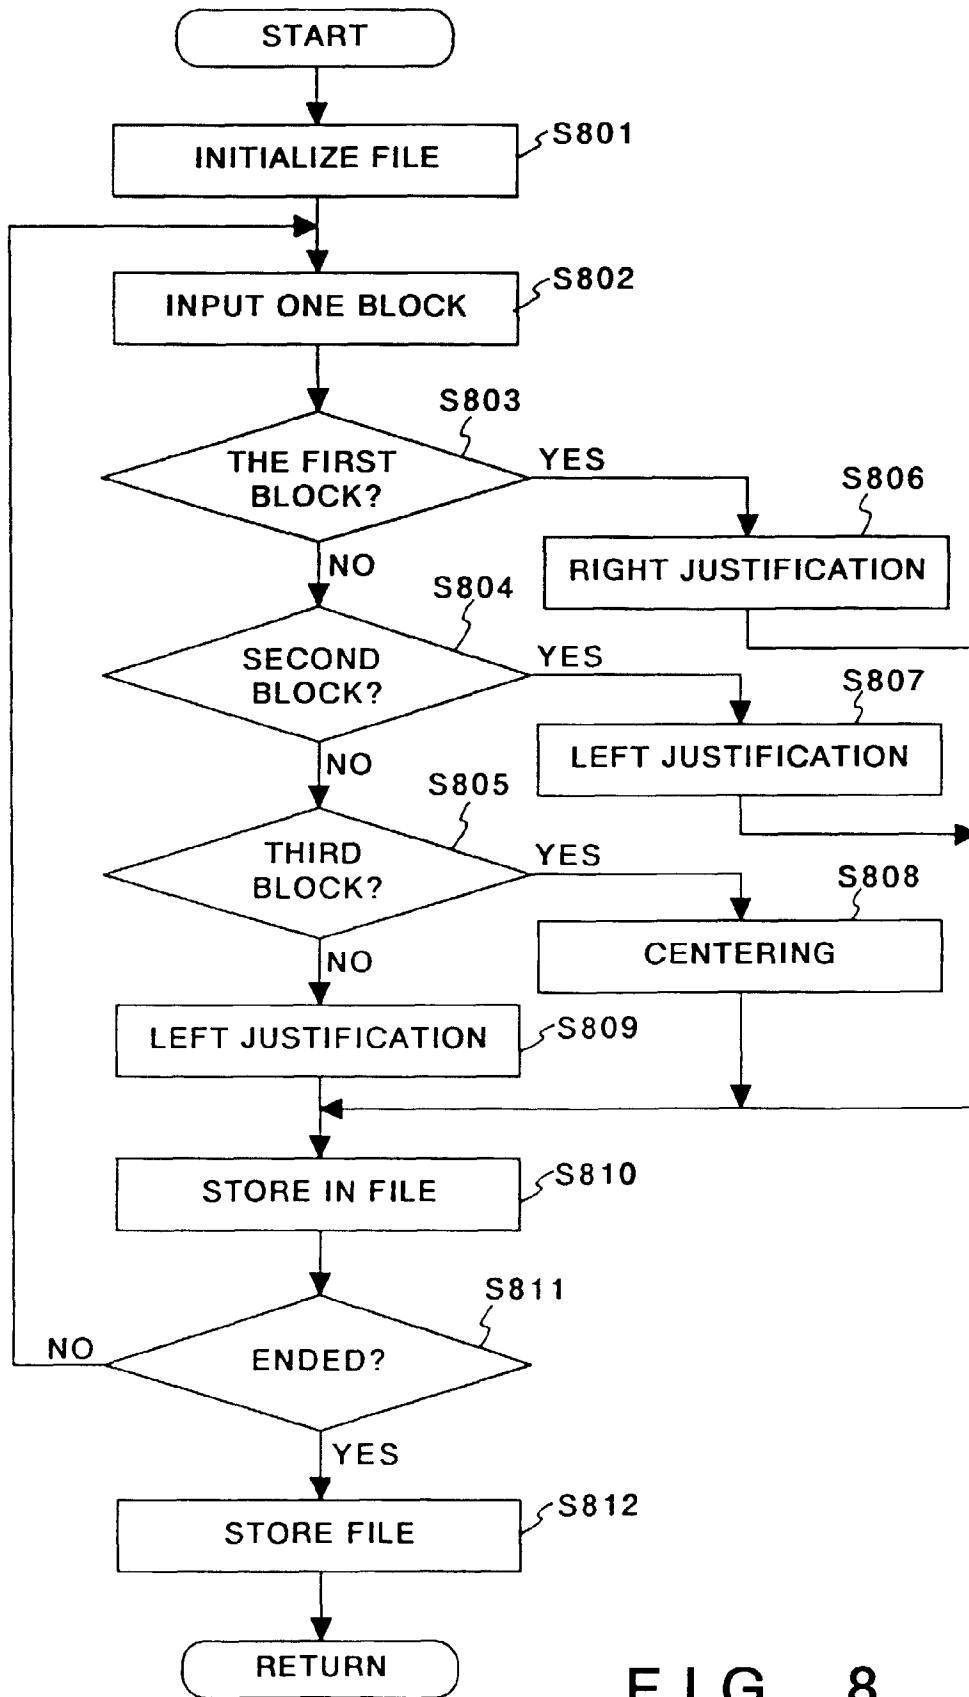 START
S801
INITIALIZE FILE
S802
INPUT ONE BLOCK
S803
THE FIRST
BLOCK?
YES
S806
RIGHT JUSTIFICATION
NO
S804
SECOND
BLOCK?
YES
S807
LEFT JUSTIFICATION
NO
S805
THIRD
BLOCK?
YES
S808
CENTERING
NO
LEFT JUSTIFICATION
S809
STORE IN FILE
S810
S811
ENDED?
NO
YES
STORE FILE
S812
RETURN
FIG. 8